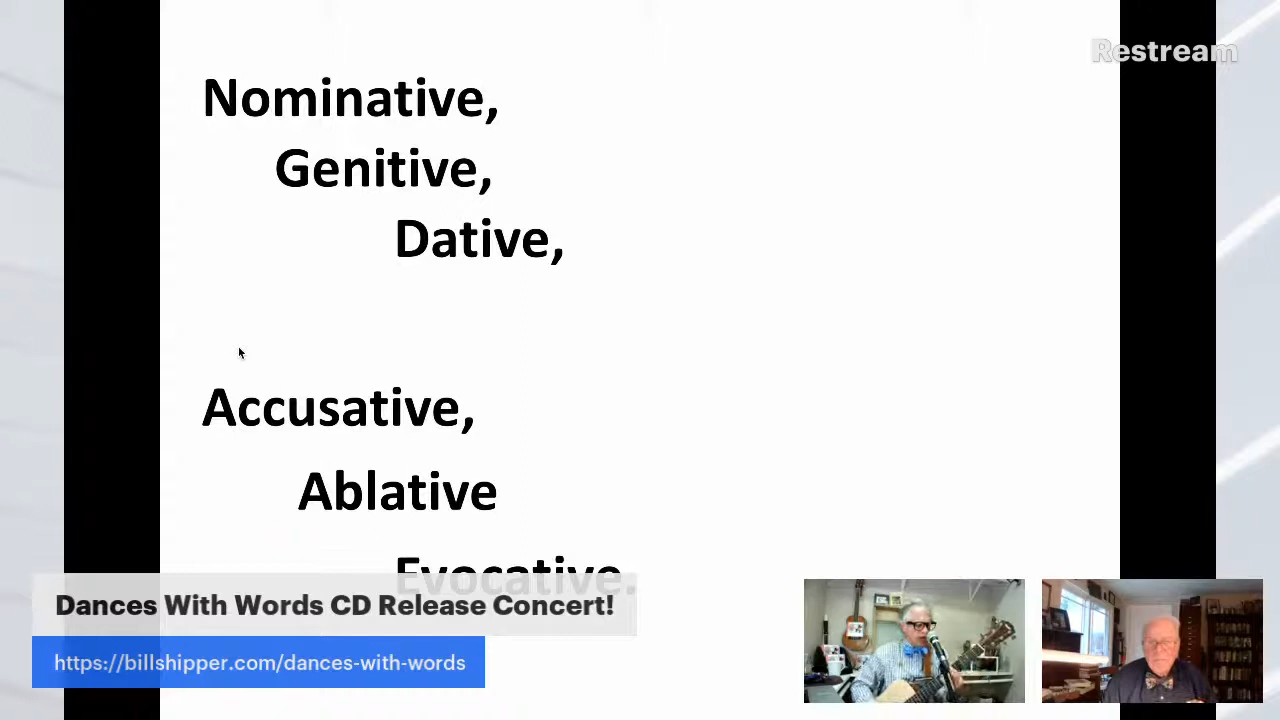 Restream
Nominative,
Genitive,
Dative,
Accusative,
Ablative
Evocative.
Dances With Words CD Release Concert!
https://billshipper.com/dances-with-words